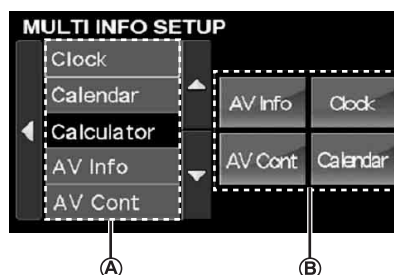 MULTI INFO SETUP
Clock
Calendar
Calculator
AV Info
AV Cont
AV Info
Clock
AV Cont
Calendar
A
B